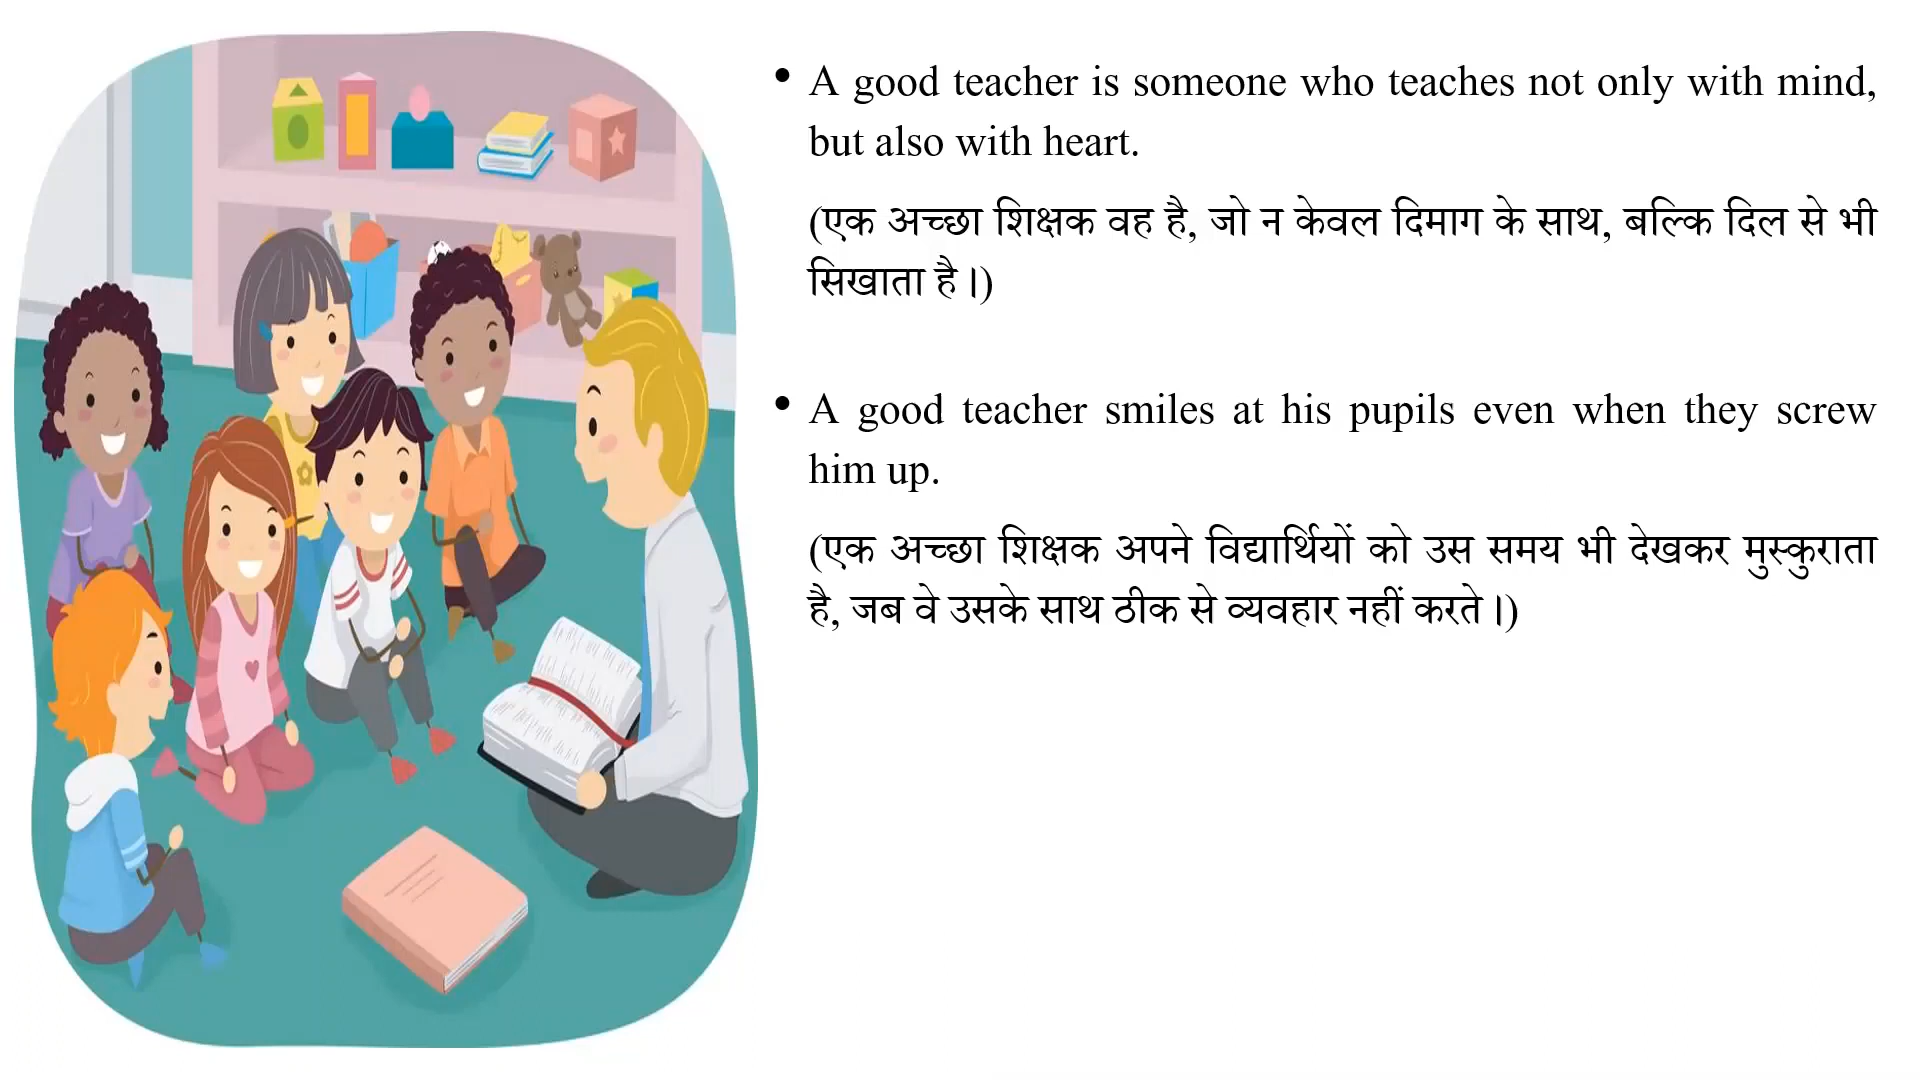 • A good teacher is someone who teaches not only with mind,
but also with heart.
(एक अच्छा शिक्षक वह है, जो न केवल दिमाग के साथ, बल्कि दिल से भी
सिखाता है।)
• A good teacher smiles at his pupils even when they screw
him up.
(एक अच्छा शिक्षक अपने विद्यार्थियों को उस समय भी देखकर मुस्कुराता
है, जब वे उसके साथ ठीक से व्यवहार नहीं करते।)